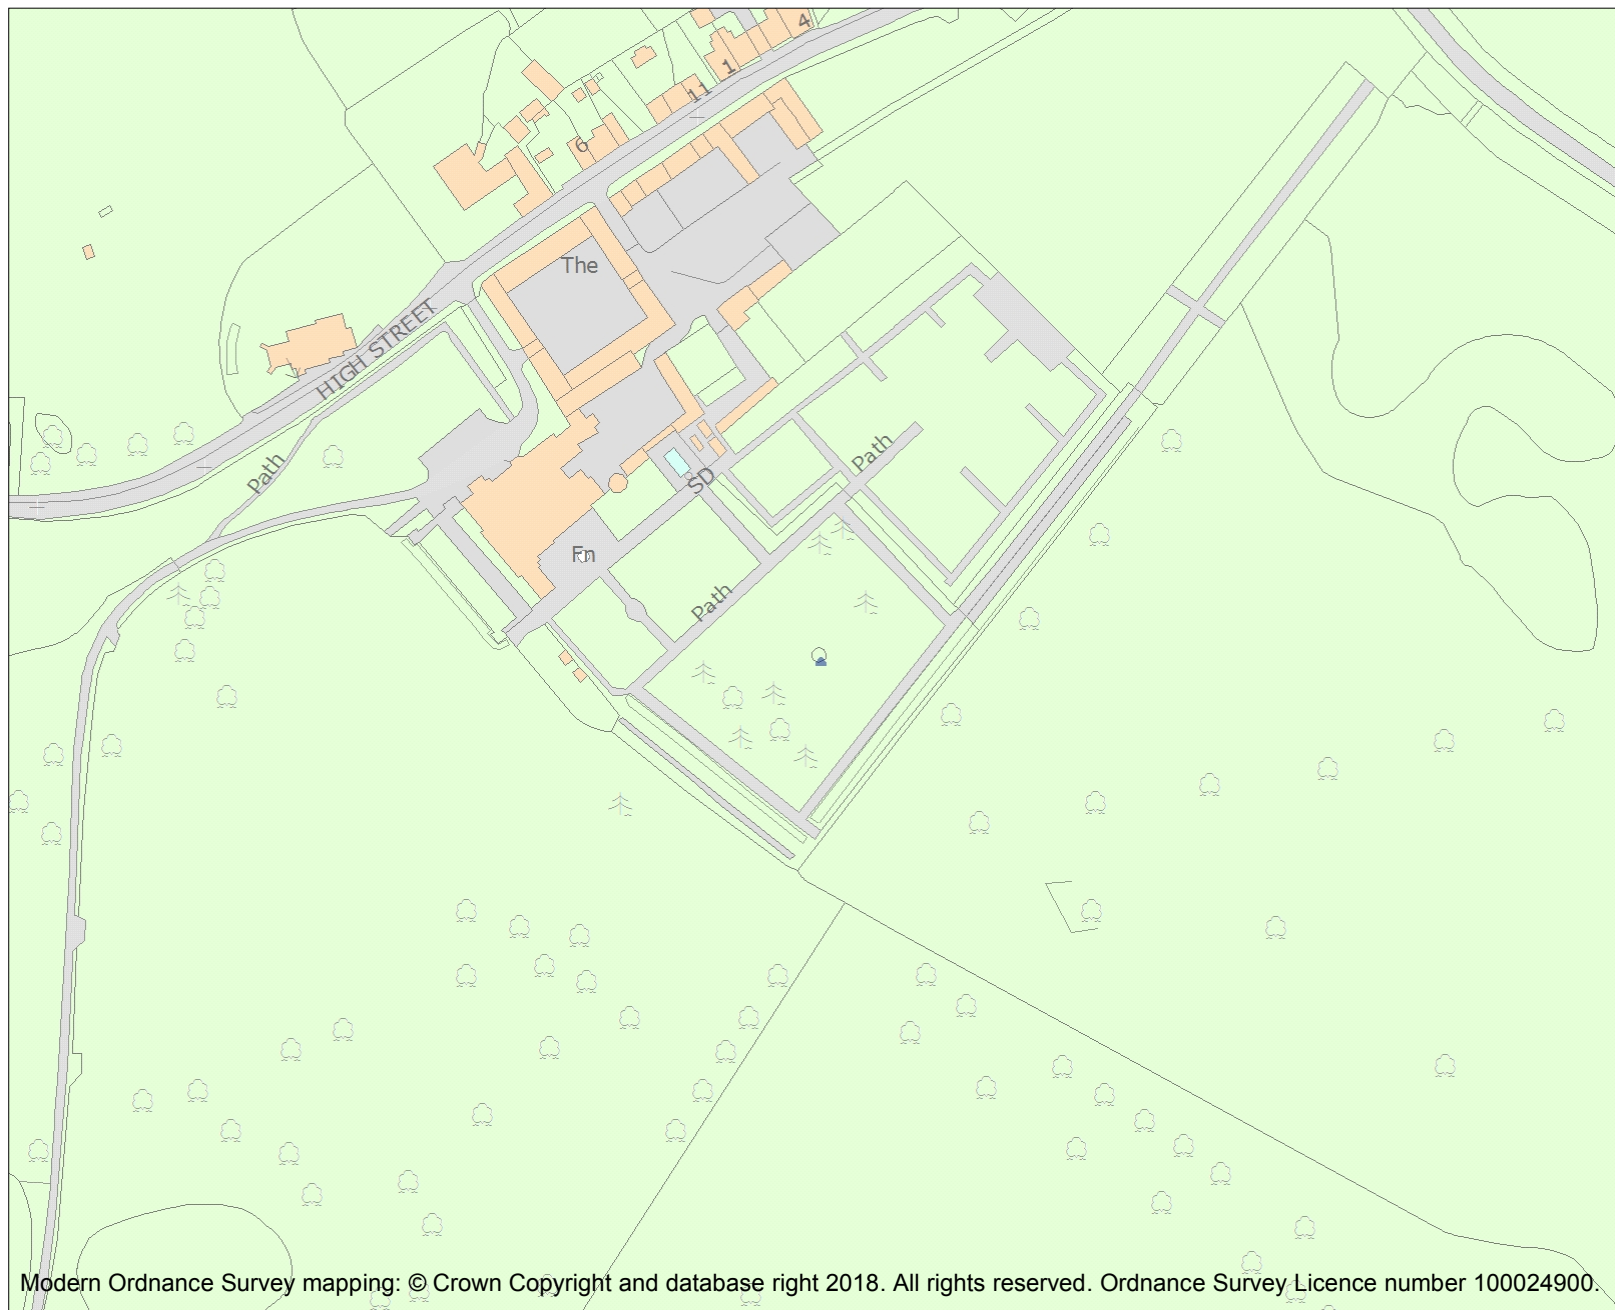 4
1
11
6
The
HIGH STREET
Path
Path
SD
Fn
Path
Modern Ordnance Survey mapping: © Crown Copyright and database right 2018. All rights reserved. Ordnance Survey Licence number 100024900.